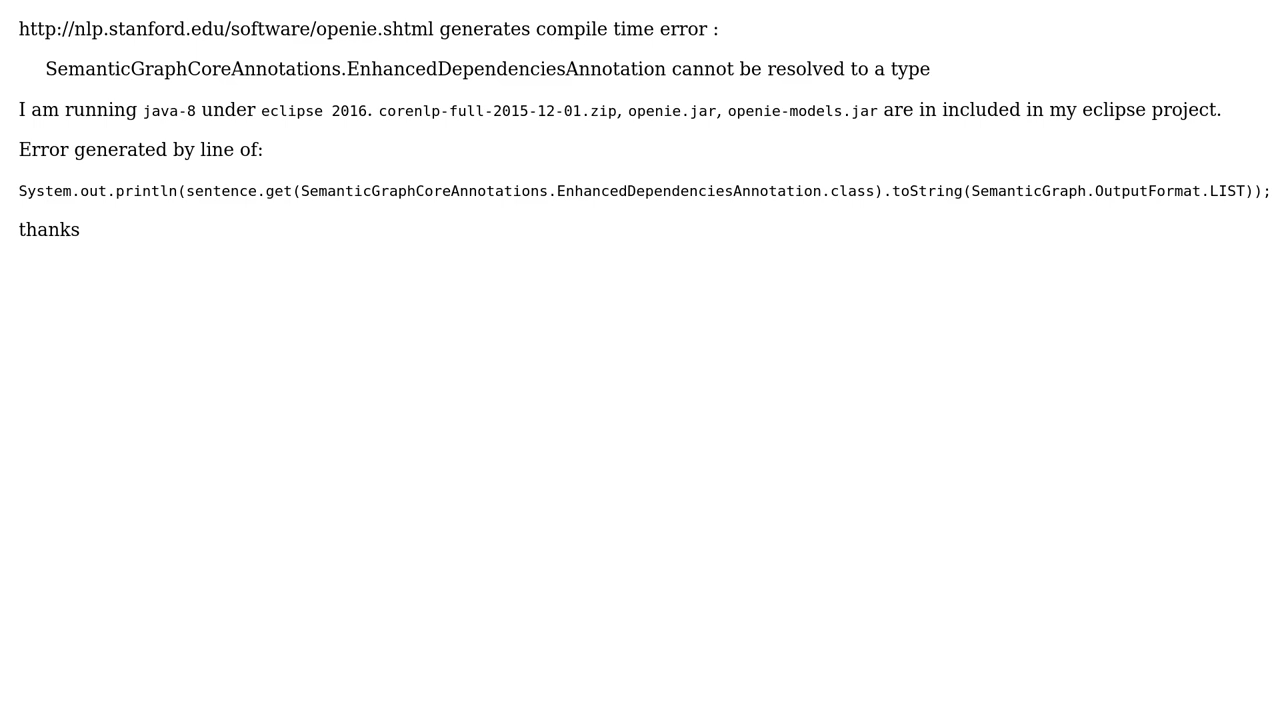 http://nlp.stanford.edu/software/openie.shtml generates compile time error :
SemanticGraphCoreAnnotations.EnhancedDependenciesAnnotation cannot be resolved to a type
I am running java-8 under eclipse 2016. corenlp-full-2015-12-01.zip, openie.jar, openie-models.jar are in included in my eclipse project.
Error generated by line of:
System.out.println(sentence.get(SemanticGraphCoreAnnotations.EnhancedDependenciesAnnotation.class).toString(SemanticGraph.OutputFormat.LIST));
thanks